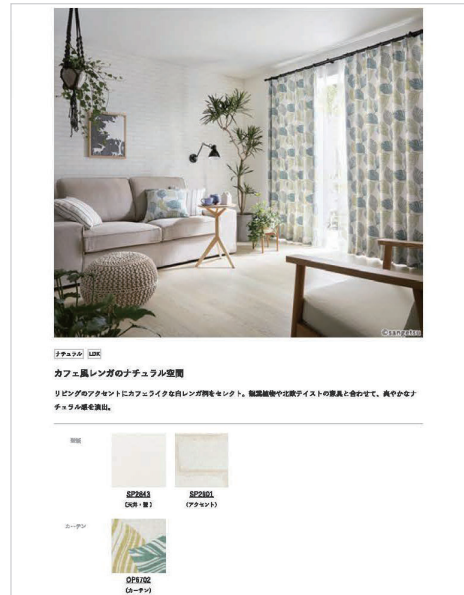 ©sangetsu
ナチュラル LDK
カフェ風レンガのナチュラル空間
リビングのアクセントにカフェライクな白レンガ柄をセレクト。観葉植物や北欧テイストの家具と合わせて、爽やかなナ
チュラル感を演出。
壁紙
SP2843 SP2901
(天井・壁) (アクセント)
カーテン
OP6702
(カーテン)